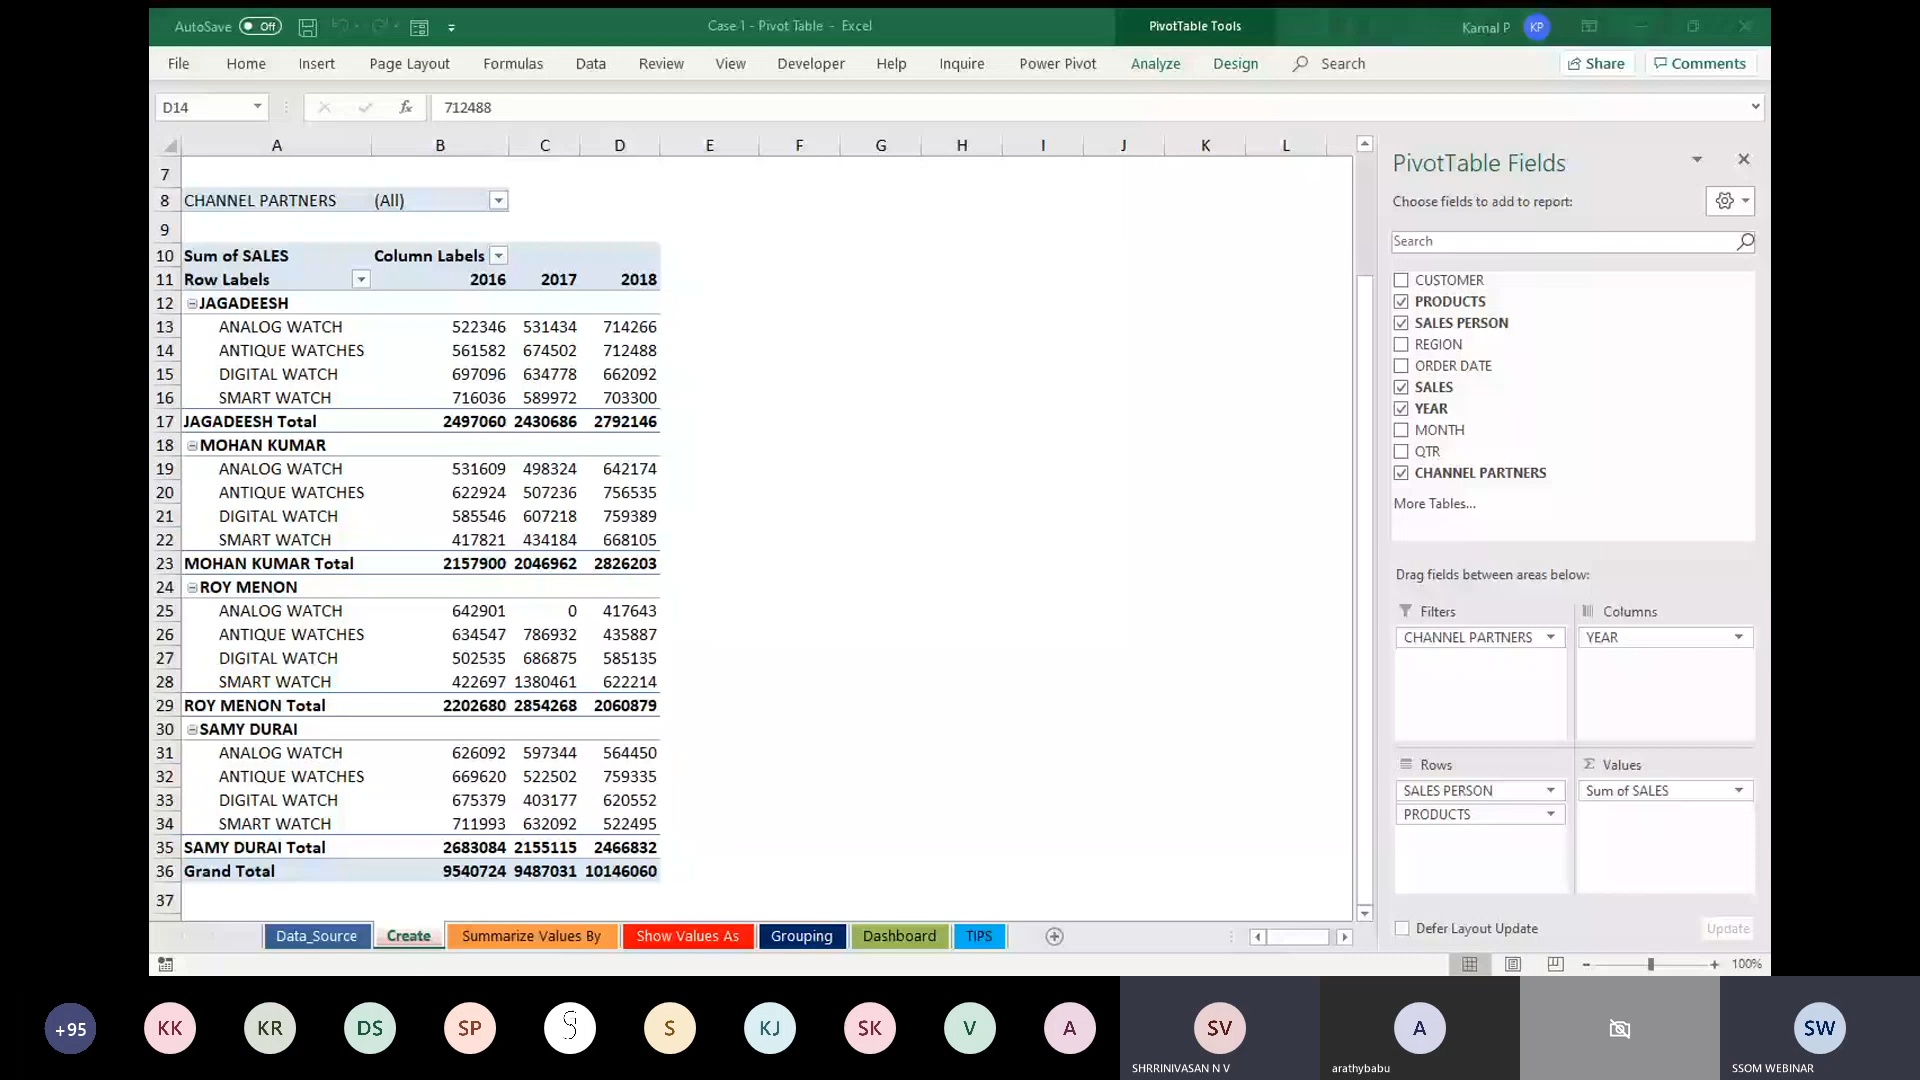 AutoSave Off Case-1 - Pivot Table - Excel PivotTable Tools Kamal P KP
File Home Insert Page Layout Formulas Data Review View Developer Help Inquire Power Pivot Analyze Design Search Share Comments
D14 fx 712488
A B C D E F G H I J K L
7
8 CHANNEL PARTNERS (All)
9
10 Sum of SALES Column Labels
11 Row Labels 2016 2017 2018
12 JAGADEESH
13 ANALOG WATCH 522346 531434 714266
14 ANTIQUE WATCHES 561582 674502 712488
15 DIGITAL WATCH 697096 634778 662092
16 SMART WATCH 716036 589972 703300
17 JAGADEESH Total 2497060 2430686 2792146
18 MOHAN KUMAR
19 ANALOG WATCH 531609 498324 642174
20 ANTIQUE WATCHES 622924 507236 756535
21 DIGITAL WATCH 585546 607218 759389
22 SMART WATCH 417821 434184 668105
23 MOHAN KUMAR Total 2157900 2046962 2826203
24 ROY MENON
25 ANALOG WATCH 642901 0 417643
26 ANTIQUE WATCHES 634547 786932 435887
27 DIGITAL WATCH 502535 686875 585135
28 SMART WATCH 422697 1380461 622214
29 ROY MENON Total 2202680 2854268 2060879
30 SAMY DURAI
31 ANALOG WATCH 626092 597344 564450
32 ANTIQUE WATCHES 669620 522502 759335
33 DIGITAL WATCH 675379 403177 620552
34 SMART WATCH 711993 632092 522495
35 SAMY DURAI Total 2683084 2155115 2466832
36 Grand Total 9540724 9487031 10146060
37
PivotTable Fields
Choose fields to add to report:
Search
CUSTOMER
PRODUCTS
SALES PERSON
REGION
ORDER DATE
SALES
YEAR
MONTH
QTR
CHANNEL PARTNERS
More Tables...
Drag fields between areas below:
Filters Columns
CHANNEL PARTNERS YEAR
Rows Values
SALES PERSON Sum of SALES
PRODUCTS
Defer Layout Update Update
Data_Source Create Summarize Values By Show Values As Grouping Dashboard TIPS
100%
+95 KK KR DS SP S S KJ SK V A SV A SW
SHRRINIVASAN N V arathybabu SSOM WEBINAR